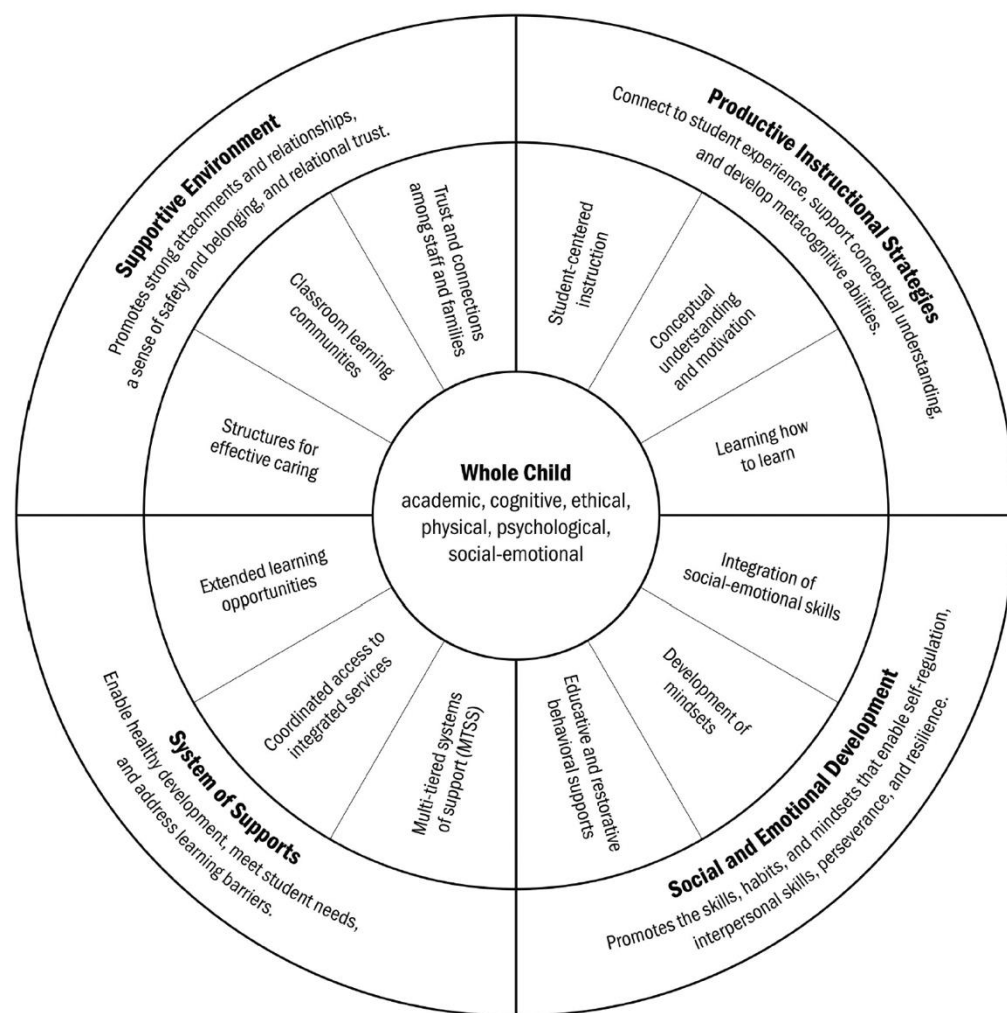 Supportive Environment
Promotes strong attachments and relationships,
a sense of safety and belonging, and relational trust.
Productive Instructional Strategies
Connect to student experience, support conceptual understanding,
and develop metacognitive abilities.
Structures for
effective caring
Classroom learning
communities
Trust and connections
among staff and families
Student-centered
instruction
Conceptual
understanding
and motivation
Learning how
to learn
Whole Child
academic, cognitive, ethical,
physical, psychological,
social-emotional
Extended learning
opportunities
Coordinated access to
integrated services
Multi-tiered systems
of support (MTSS)
Educative and restorative
behavioral supports
Development of
mindsets
Integration of
social-emotional skills
System of Supports
Enable healthy development, meet student needs,
and address learning barriers.
Social and Emotional Development
Promotes the skills, habits, and mindsets that enable self-regulation,
interpersonal skills, perseverance, and resilience.